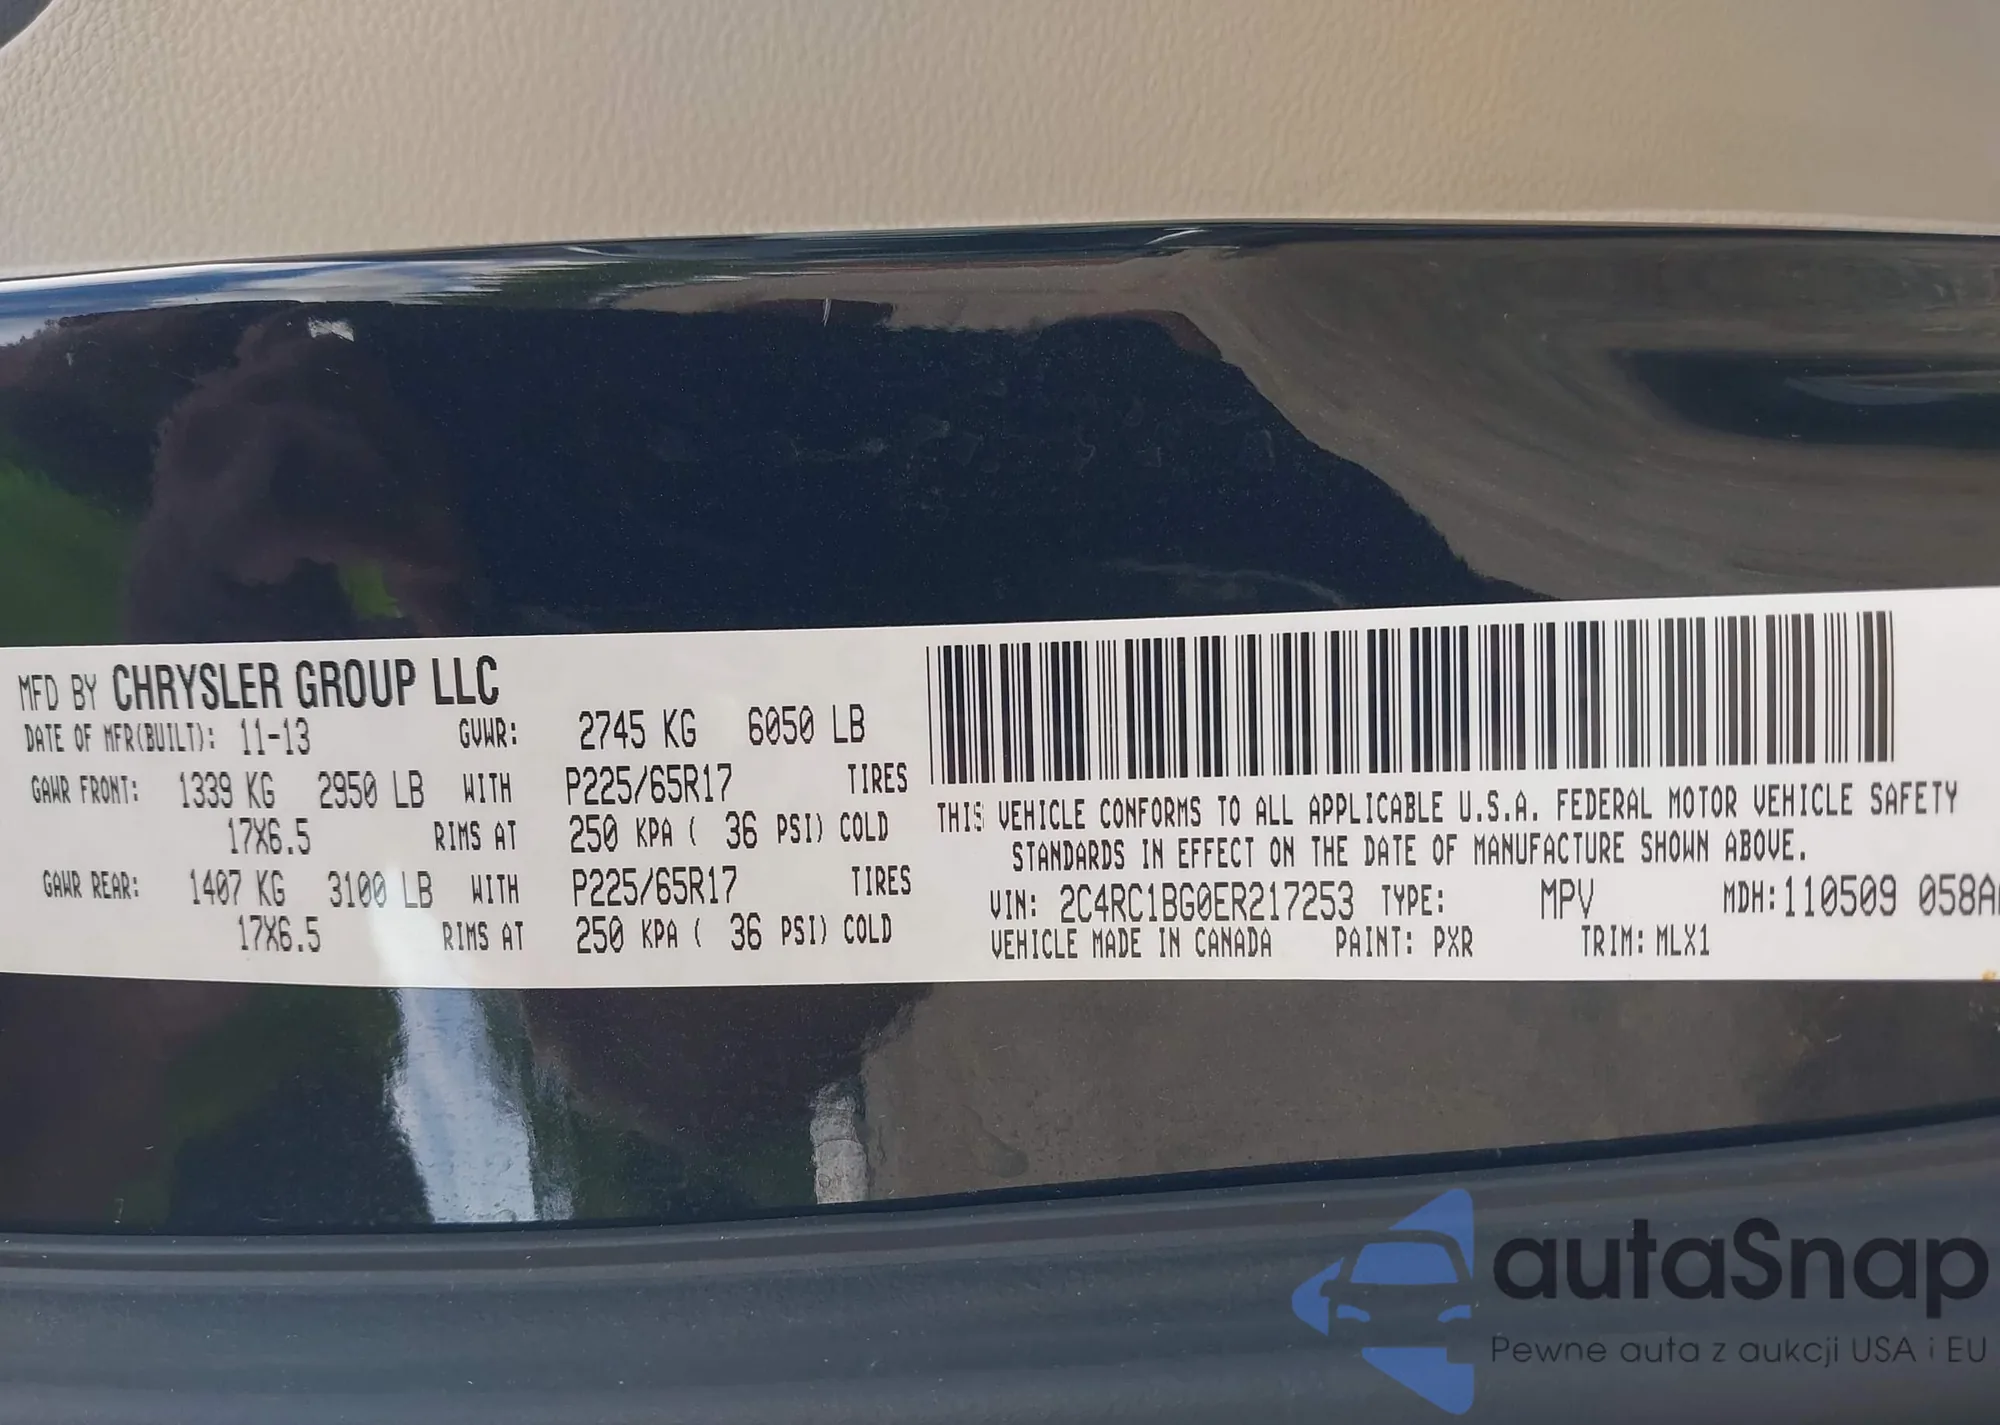 MFD BY CHRYSLER GROUP LLC
DATE OF MFR(BUILT): 11-13 GVWR: 2745 KG 6050 LB
GAWR FRONT: 1339 KG 2950 LB WITH P225/65R17 TIRES
17X6.5 RIMS AT 250 KPA ( 36 PSI) COLD
GAWR REAR: 1407 KG 3100 LB WITH P225/65R17 TIRES
17X6.5 RIMS AT 250 KPA ( 36 PSI) COLD
THIS VEHICLE CONFORMS TO ALL APPLICABLE U.S.A. FEDERAL MOTOR VEHICLE SAFETY
STANDARDS IN EFFECT ON THE DATE OF MANUFACTURE SHOWN ABOVE.
VIN: 2C4RC1BG0ER217253 TYPE: MPV MDH: 110509 058A
VEHICLE MADE IN CANADA PAINT: PXR TRIM: MLX1
autaSnap
Pewne auta z aukcji USA i EU